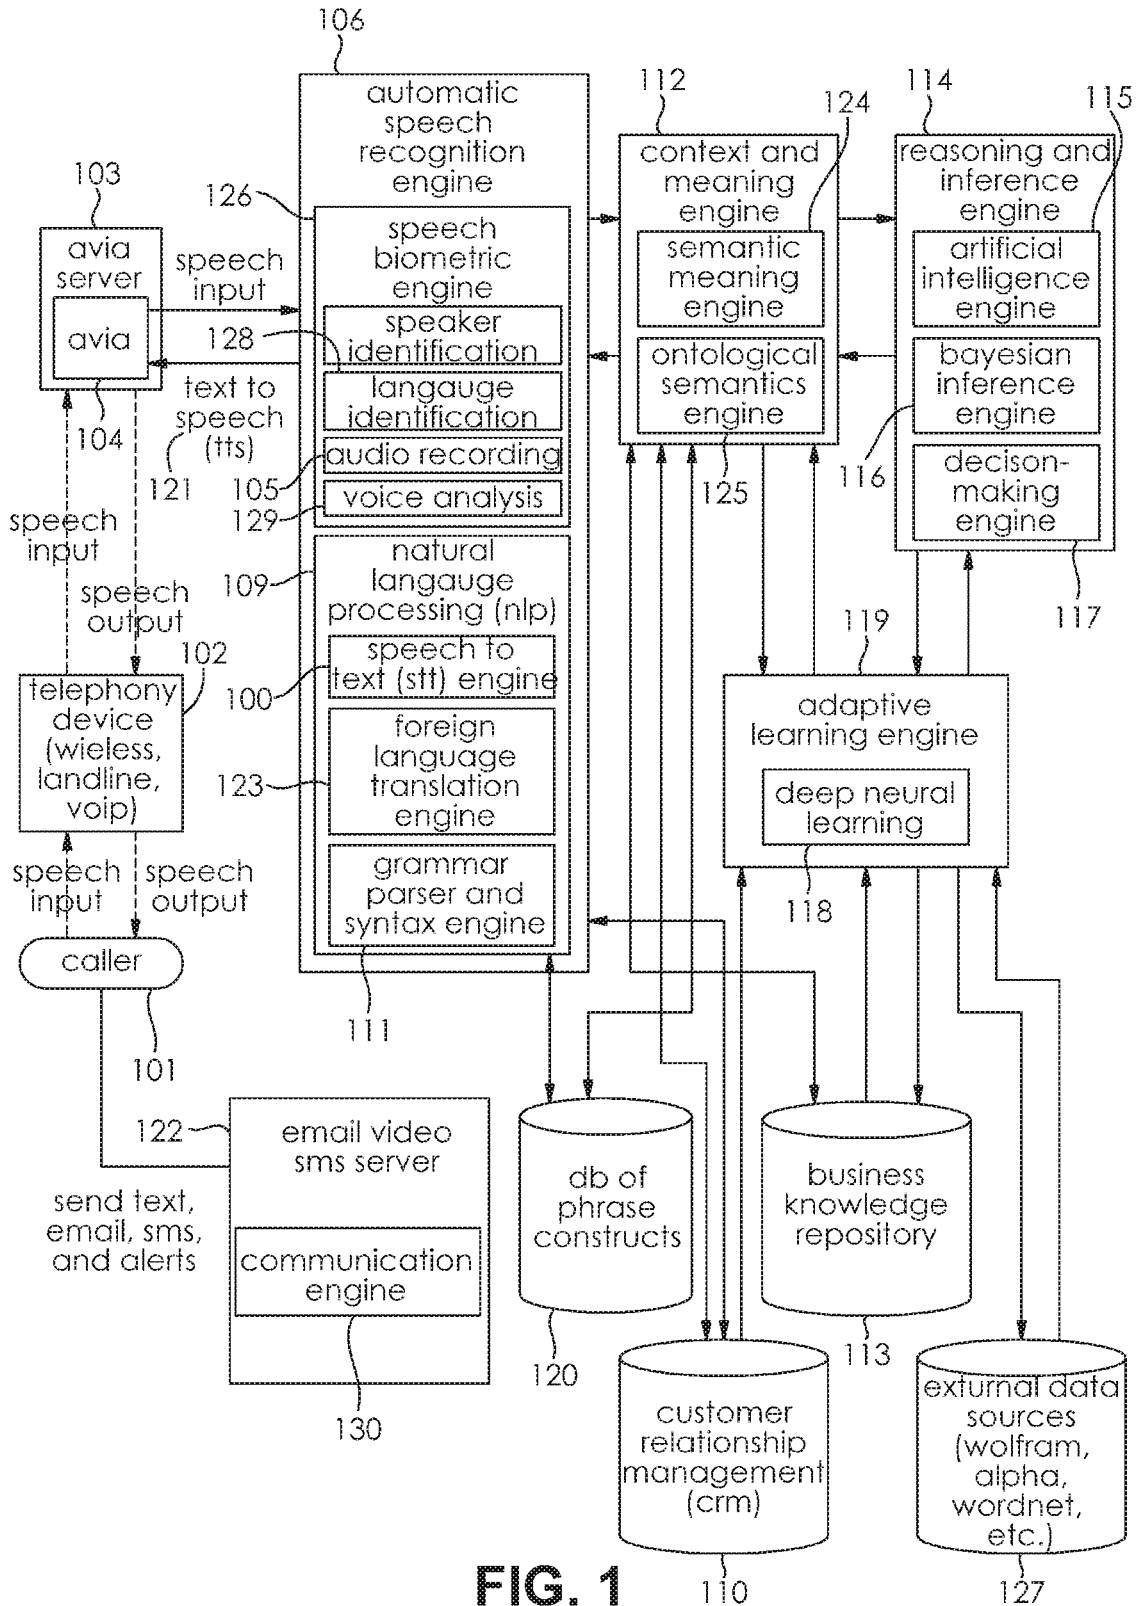 106
automatic
speech
recognition
engine
126
speech
biometric
engine
speaker
identification
128
langauge
identification
audio recording
105
voice analysis
129
natural
langauge
processing (nlp)
109
speech to
text (stt) engine
100
foreign
language
translation
engine
123
grammar
parser and
syntax engine
111
103
avia
server
avia
104
speech
input
text to
speech (tts)
121
speech
input
speech
output
102
telephony
device
(wieless,
landline,
voip)
speech
input
speech
output
caller
101
112
context and
meaning
engine
124
semantic
meaning
engine
ontological
semantics
engine
125
114
reasoning and
inference
engine
115
artificial
intelligence
engine
bayesian
inference
engine
116
decison-
making engine
117
119
adaptive
learning engine
deep neural
learning
118
122
email video
sms server
send text,
email, sms,
and alerts
communication
engine
130
db of
phrase
constructs
120
business
knowledge
repository
113
customer
relationship
management
(crm)
110
external data
sources
(wolfram,
alpha,
wordnet,
etc.)
127
FIG. 1